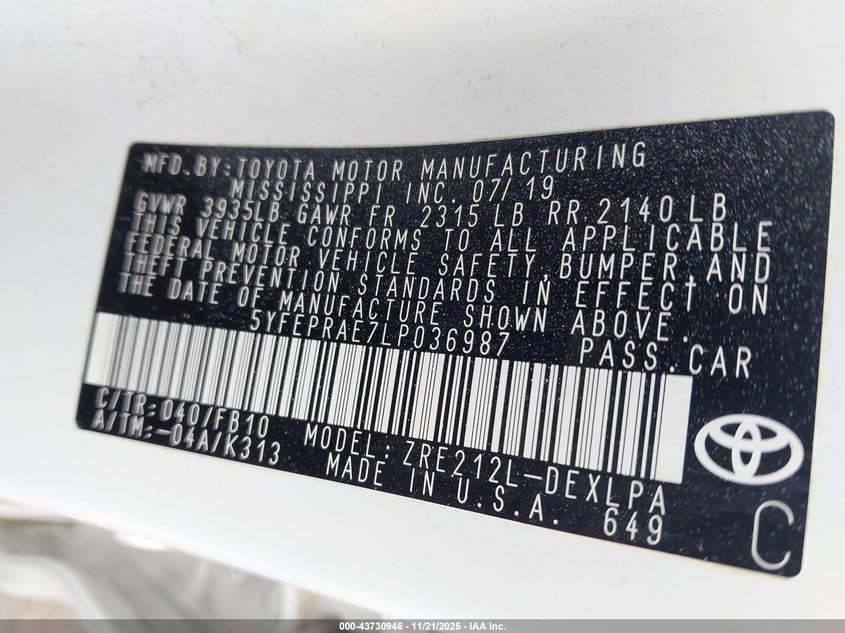 MFD. BY: TOYOTA MOTOR MANUFACTURING
MISSISSIPPI INC. 07/19
GVWR 3935LB GAWR FR 2315LB RR 2140LB
THIS VEHICLE CONFORMS TO ALL APPLICABLE
FEDERAL MOTOR VEHICLE SAFETY, BUMPER, AND
THEFT PREVENTION STANDARDS IN EFFECT ON
THE DATE OF MANUFACTURE SHOWN ABOVE.
5YFEPRAE7LP036987 PASS.CAR
C/TR: 040/FB10 MODEL: ZRE212L-DEXLPA
A/TM: -04A/K313 MADE IN U.S.A. 649
C
000-43730946 - 11/21/2025 - IAA Inc.